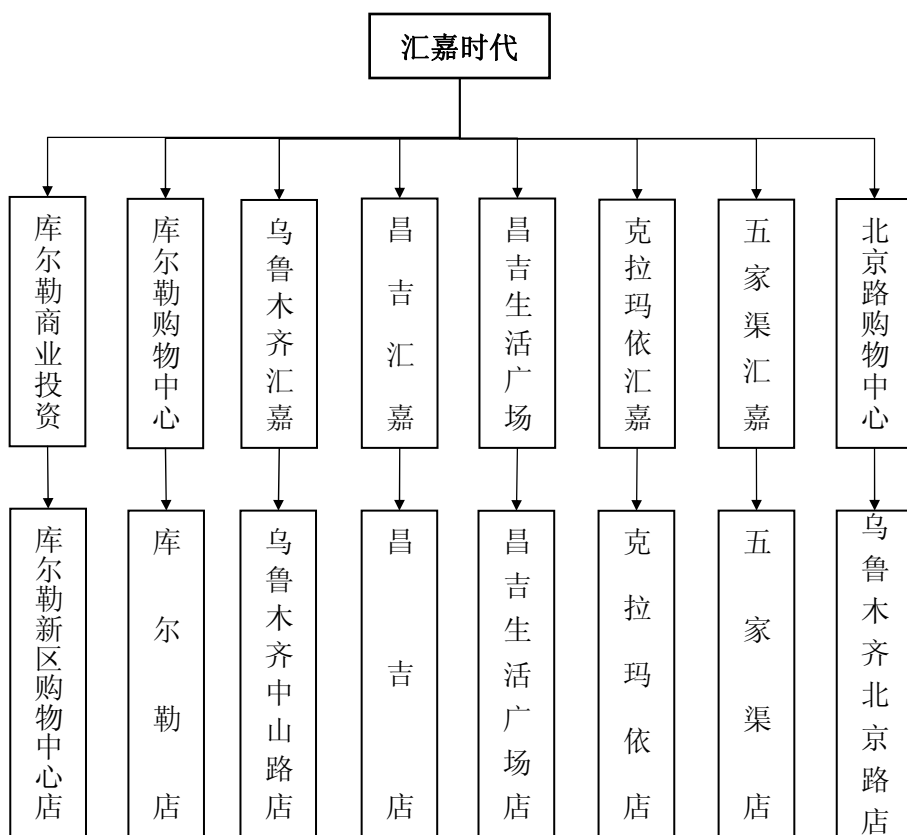 汇嘉时代
库尔勒商业投资
库尔勒购物中心
乌鲁木齐汇嘉
昌吉汇嘉
昌吉生活广场
克拉玛依汇嘉
五家渠汇嘉
北京路购物中心
库尔勒新区购物中心店
库尔勒店
乌鲁木齐中山路店
昌吉店
昌吉生活广场店
克拉玛依店
五家渠店
乌鲁木齐北京路店